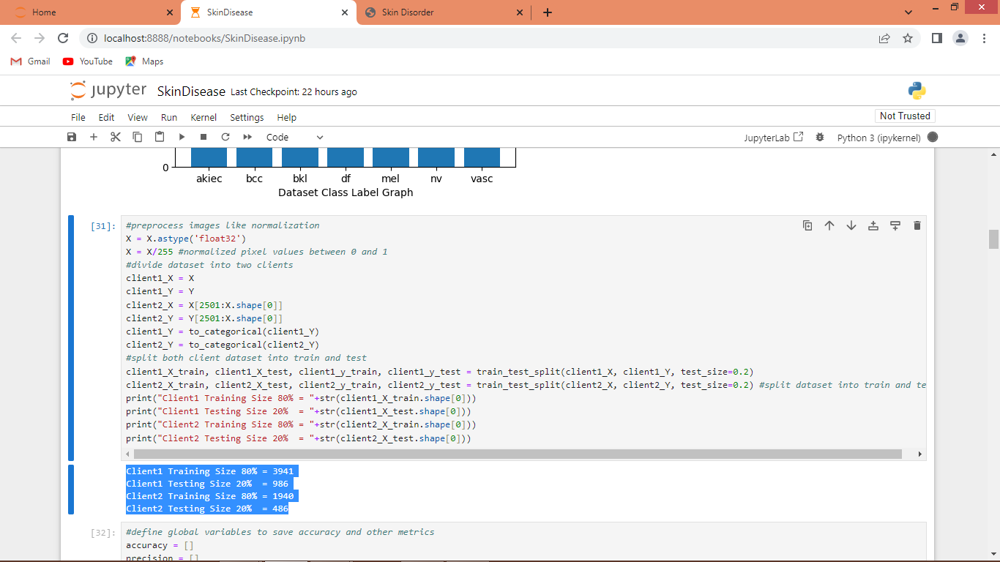 Home
SkinDisease
Skin Disorder
localhost:8888/notebooks/SkinDisease.ipynb
Gmail YouTube Maps
jupyter SkinDisease Last Checkpoint: 22 hours ago
File Edit View Run Kernel Settings Help
Not Trusted
Code
JupyterLab Python 3 (ipykernel)
0
akiec bcc bkl df mel nv vasc
Dataset Class Label Graph
[31]:
#preprocess images like normalization
X = X.astype('float32')
X = X/255 #normalized pixel values between 0 and 1
#divide dataset into two clients
client1_X = X
client1_Y = Y
client2_X = X[2501:X.shape[0]]
client2_Y = Y[2501:X.shape[0]]
client1_Y = to_categorical(client1_Y)
client2_Y = to_categorical(client2_Y)
#split both client dataset into train and test
client1_X_train, client1_X_test, client1_y_train, client1_y_test = train_test_split(client1_X, client1_Y, test_size=0.2)
client2_X_train, client2_X_test, client2_y_train, client2_y_test = train_test_split(client2_X, client2_Y, test_size=0.2) #split dataset into train and te
print("Client1 Training Size 80% = "+str(client1_X_train.shape[0]))
print("Client1 Testing Size 20%  = "+str(client1_X_test.shape[0]))
print("Client2 Training Size 80% = "+str(client2_X_train.shape[0]))
print("Client2 Testing Size 20%  = "+str(client2_X_test.shape[0]))
Client1 Training Size 80% = 3941
Client1 Testing Size 20%  = 986
Client2 Training Size 80% = 1940
Client2 Testing Size 20%  = 486
[32]:
#define global variables to save accuracy and other metrics
accuracy = []
precision = []